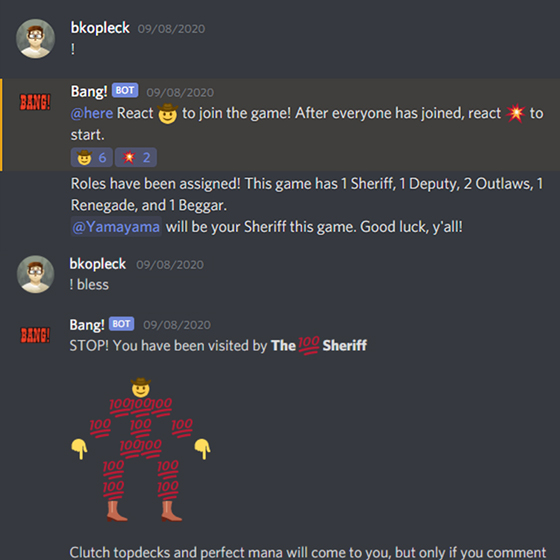 bkopleck 09/08/2020
!
BANG! Bang! BOT 09/08/2020
@here React 🤠 to join the game! After everyone has joined, react 💥 to
start.
🤠 6 💥 2
Roles have been assigned! This game has 1 Sheriff, 1 Deputy, 2 Outlaws, 1
Renegade, and 1 Beggar.
@Yamayama will be your Sheriff this game. Good luck, y'all!
bkopleck 09/08/2020
! bless
BANG! Bang! BOT 09/08/2020
STOP! You have been visited by The 💯 Sheriff
🤠
💯💯💯
💯 💯 💯
👇 💯💯 👇
💯 💯
💯 💯
👢 👢
Clutch topdecks and perfect mana will come to you, but only if you comment